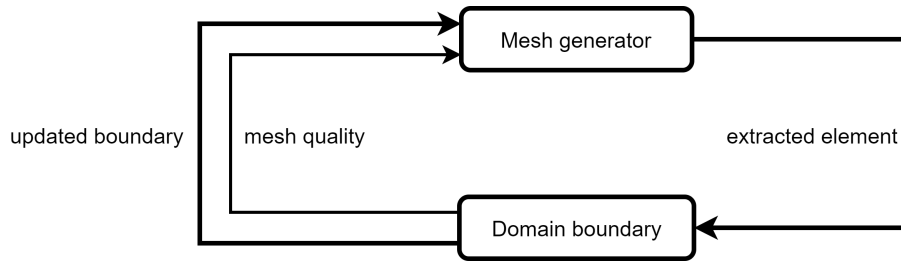 Mesh generator
updated boundary
mesh quality
extracted element
Domain boundary